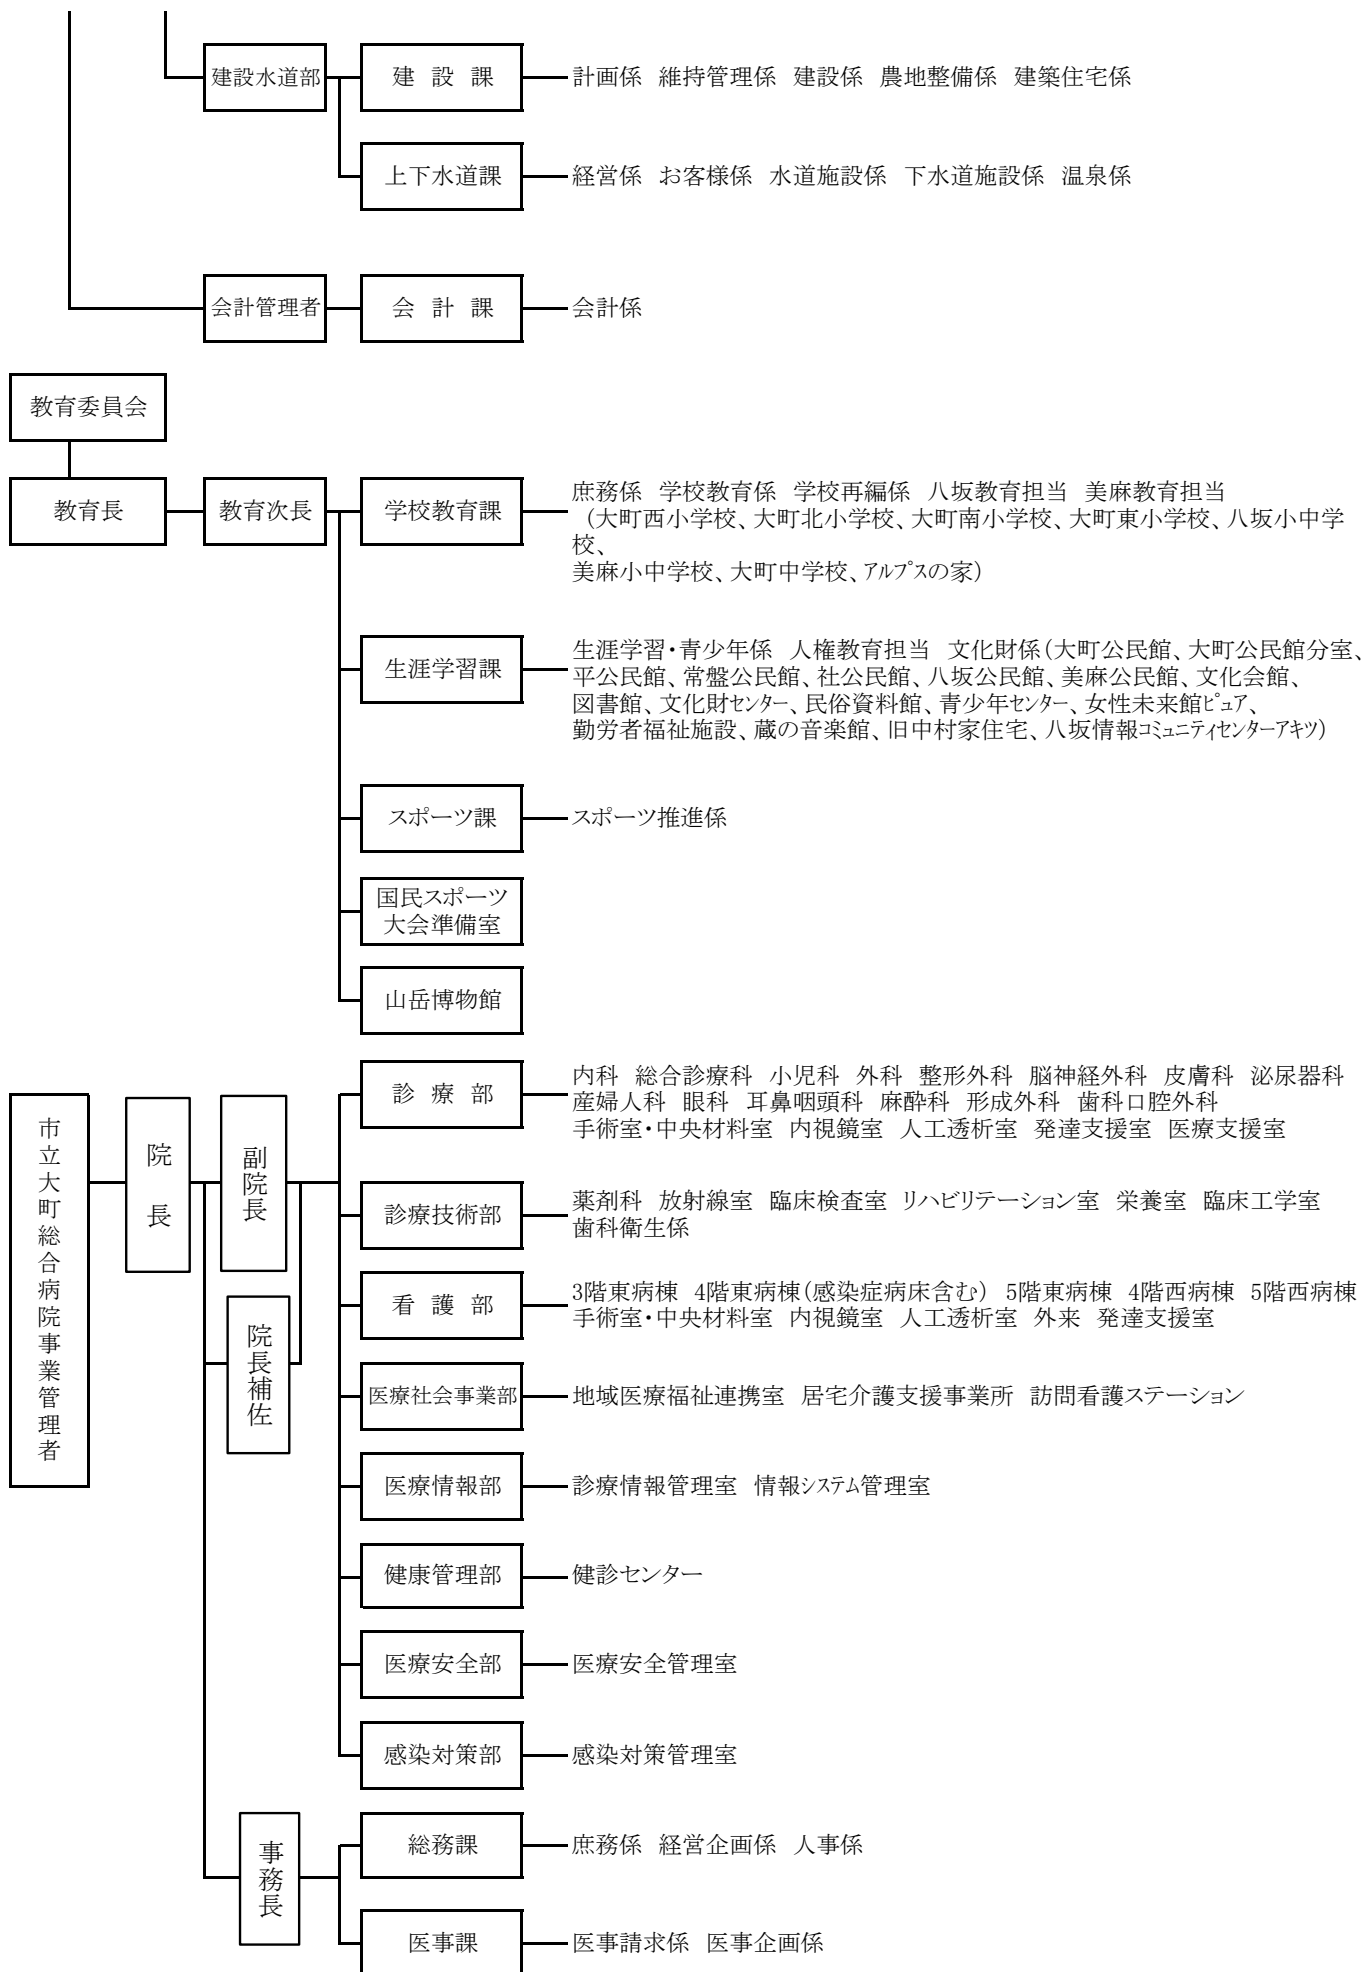 建設水道部
建設課
計画係 維持管理係 建設係 農地整備係 建築住宅係
上下水道課
経営係 お客様係 水道施設係 下水道施設係 温泉係
会計管理者
会計課
会計係
教育委員会
教育長
教育次長
学校教育課
庶務係 学校教育係 学校再編係 八坂教育担当 美麻教育担当
（大町西小学校、大町北小学校、大町南小学校、大町東小学校、八坂小中学
校、
美麻小中学校、大町中学校、ｱﾙﾌﾟｽの家）
生涯学習課
生涯学習・青少年係 人権教育担当 文化財係（大町公民館、大町公民館分室、
平公民館、常盤公民館、社公民館、八坂公民館、美麻公民館、文化会館、
図書館、文化財ｾﾝﾀｰ、民俗資料館、青少年ｾﾝﾀｰ、女性未来館ﾋﾟｭｱ、
勤労者福祉施設、蔵の音楽館、旧中村家住宅、八坂情報ｺﾐｭﾆﾃｨｾﾝﾀｰｱｷﾂ）
スポーツ課
スポーツ推進係
国民スポーツ
大会準備室
山岳博物館
市立大町総合病院事業管理者
院長
副院長
院長補佐
診療部
内科 総合診療科 小児科 外科 整形外科 脳神経外科 皮膚科 泌尿器科
産婦人科 眼科 耳鼻咽頭科 麻酔科 形成外科 歯科口腔外科
手術室・中央材料室 内視鏡室 人工透析室 発達支援室 医療支援室
診療技術部
薬剤科 放射線室 臨床検査室 リハビリテーション室 栄養室 臨床工学室
歯科衛生係
看護部
3階東病棟 4階東病棟（感染症病床含む） 5階東病棟 4階西病棟 5階西病棟
手術室・中央材料室 内視鏡室 人工透析室 外来 発達支援室
医療社会事業部
地域医療福祉連携室 居宅介護支援事業所 訪問看護ステーション
医療情報部
診療情報管理室 情報ｼｽﾃﾑ管理室
健康管理部
健診センター
医療安全部
医療安全管理室
感染対策部
感染対策管理室
事務長
総務課
庶務係 経営企画係 人事係
医事課
医事請求係 医事企画係